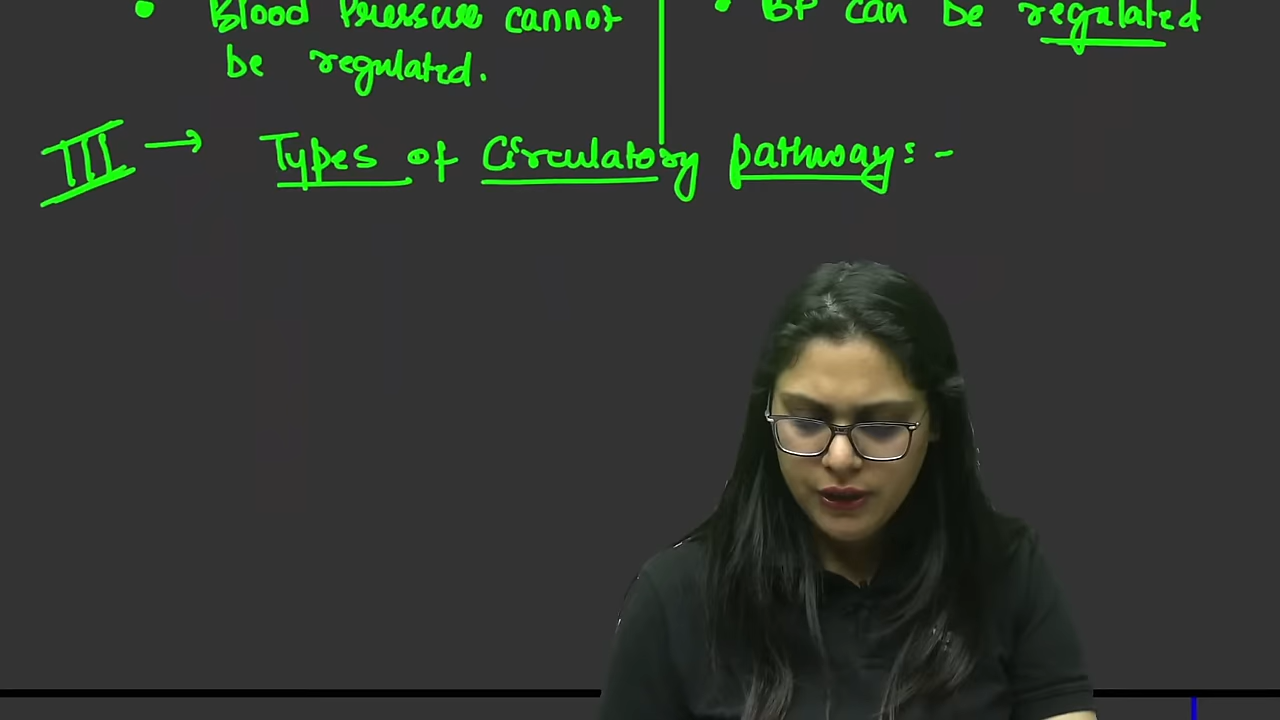 • Blood Pressure cannot
be regulated.
• BP can be regulated
III → Types of Circulatory pathway: -